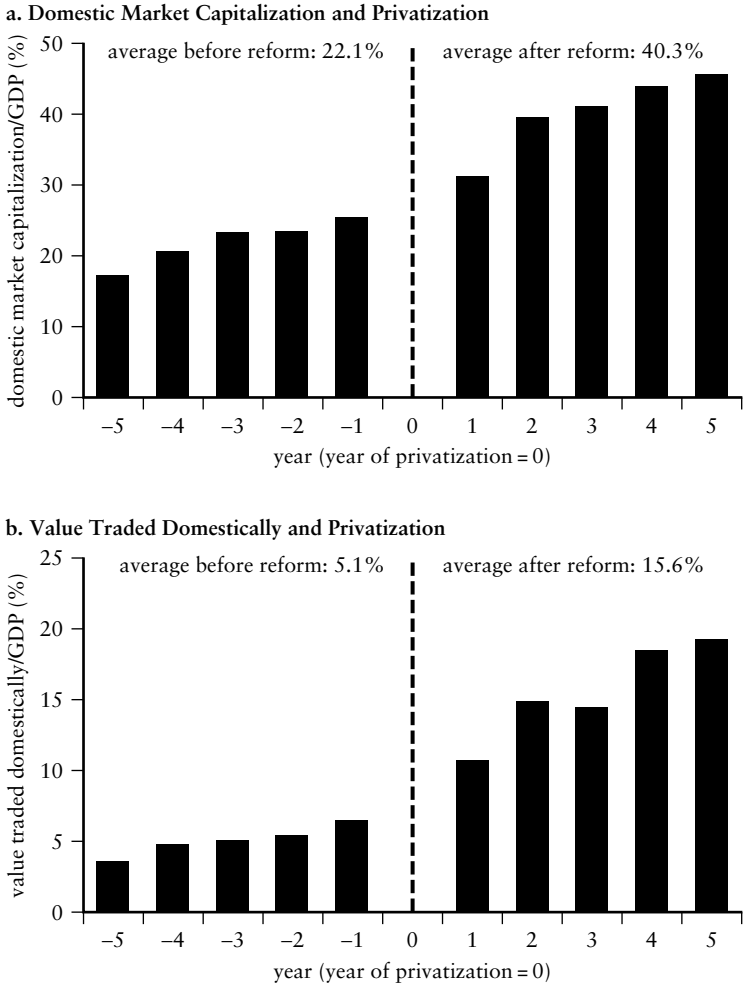 a. Domestic Market Capitalization and Privatization
domestic market capitalization/GDP (%)
50
40
30
20
10
0
average before reform: 22.1%
average after reform: 40.3%
–5 –4 –3 –2 –1 0 1 2 3 4 5
year (year of privatization = 0)
b. Value Traded Domestically and Privatization
value traded domestically/GDP (%)
25
20
15
10
5
0
average before reform: 5.1%
average after reform: 15.6%
–5 –4 –3 –2 –1 0 1 2 3 4 5
year (year of privatization = 0)